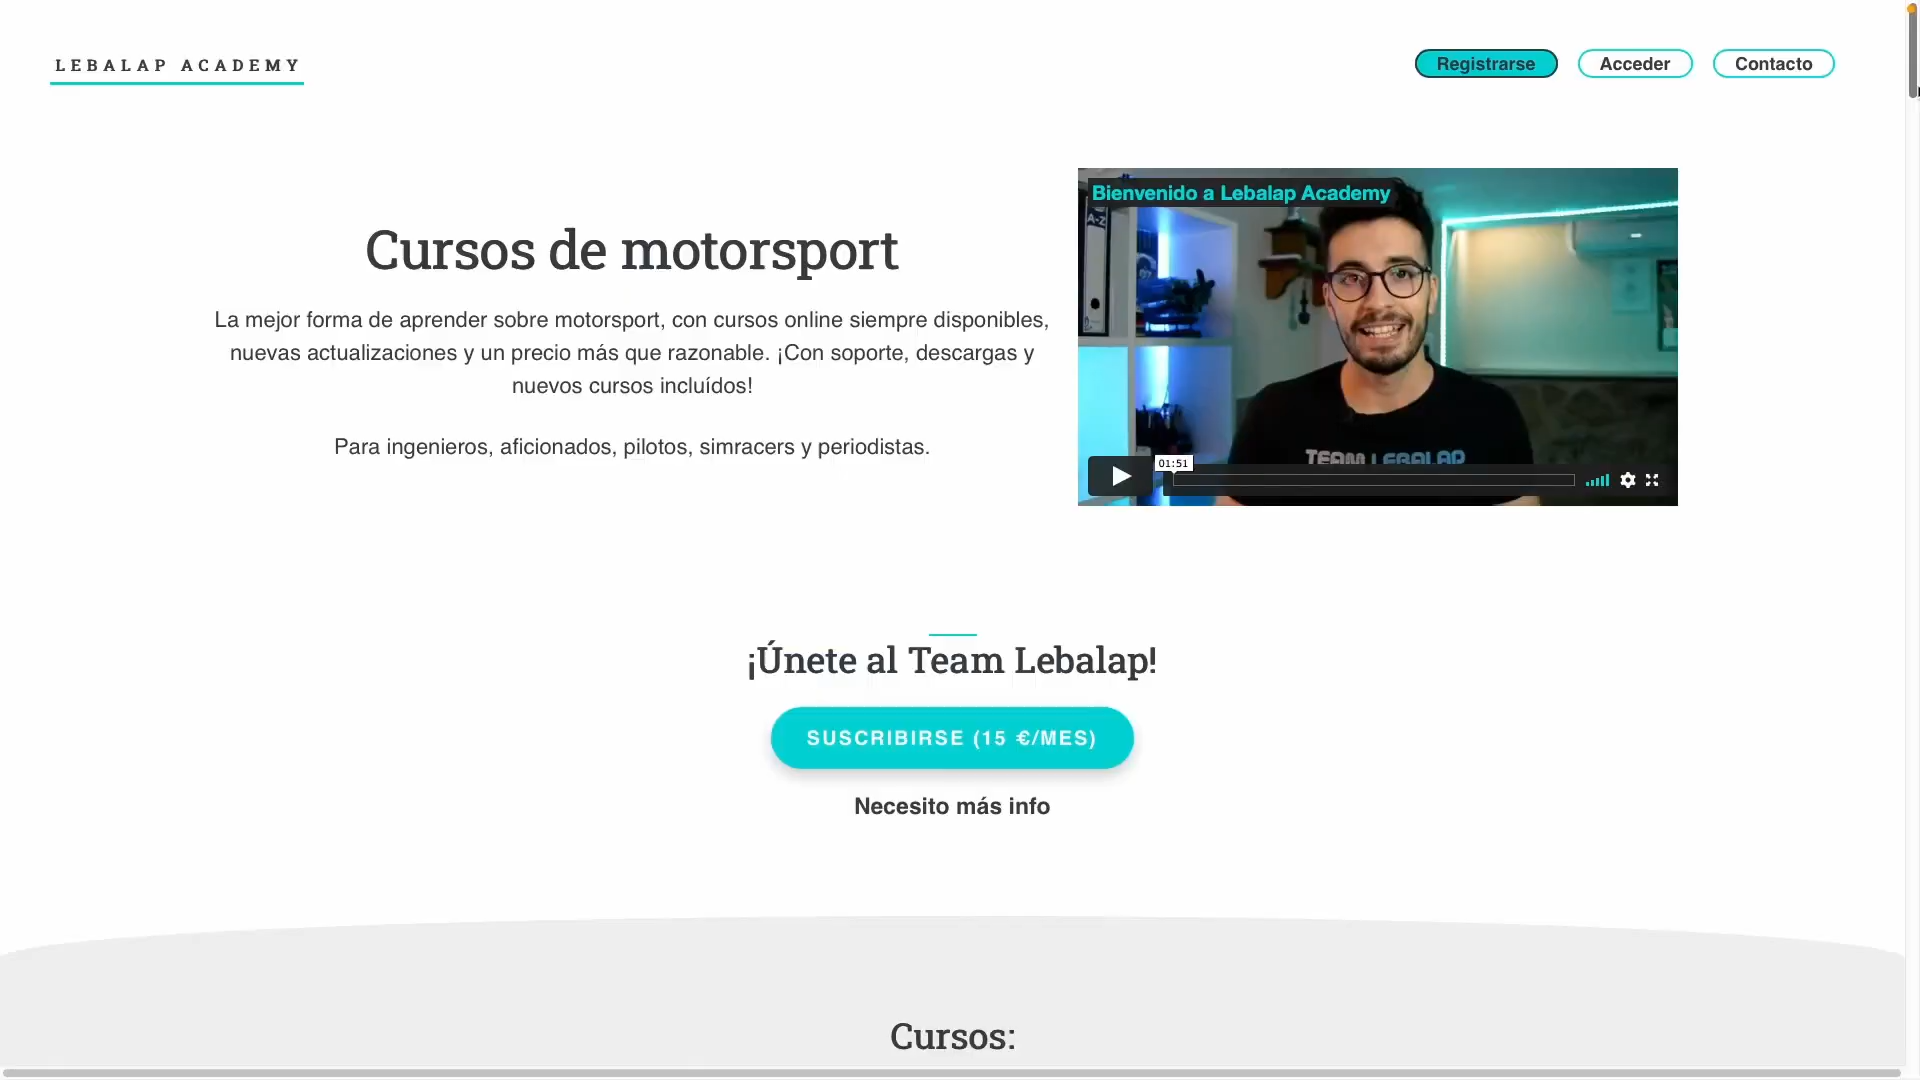 LEBALAP ACADEMY
Registrarse
Acceder
Contacto
Cursos de motorsport
La mejor forma de aprender sobre motorsport, con cursos online siempre disponibles,
nuevas actualizaciones y un precio más que razonable. ¡Con soporte, descargas y
nuevos cursos incluídos!
Para ingenieros, aficionados, pilotos, simracers y periodistas.
Bienvenido a Lebalap Academy
A-Z
TEAM LEBALAP
01:51
¡Únete al Team Lebalap!
SUSCRIBIRSE (15 €/MES)
Necesito más info
Cursos: